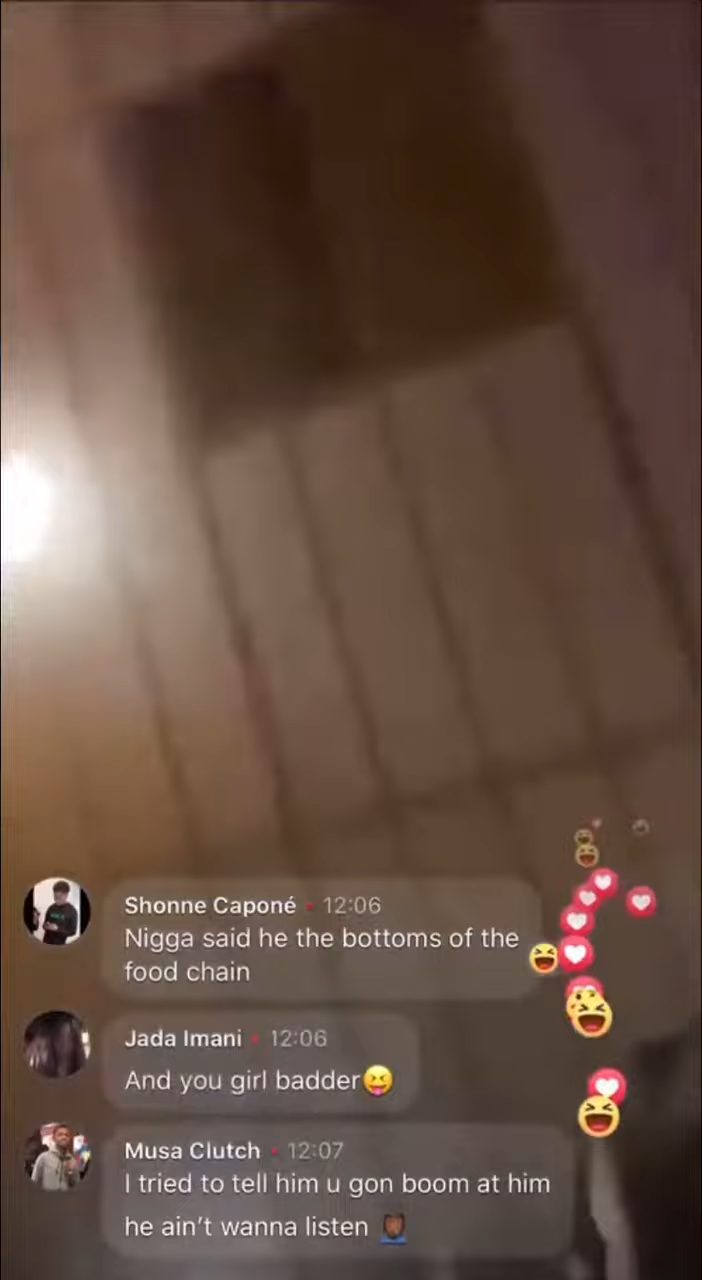 Shonne Caponé • 12:06
Nigga said he the bottoms of the
food chain
Jada Imani • 12:06
And you girl badder😝
Musa Clutch • 12:07
I tried to tell him u gon boom at him
he ain't wanna listen 🤦🏾‍♂️